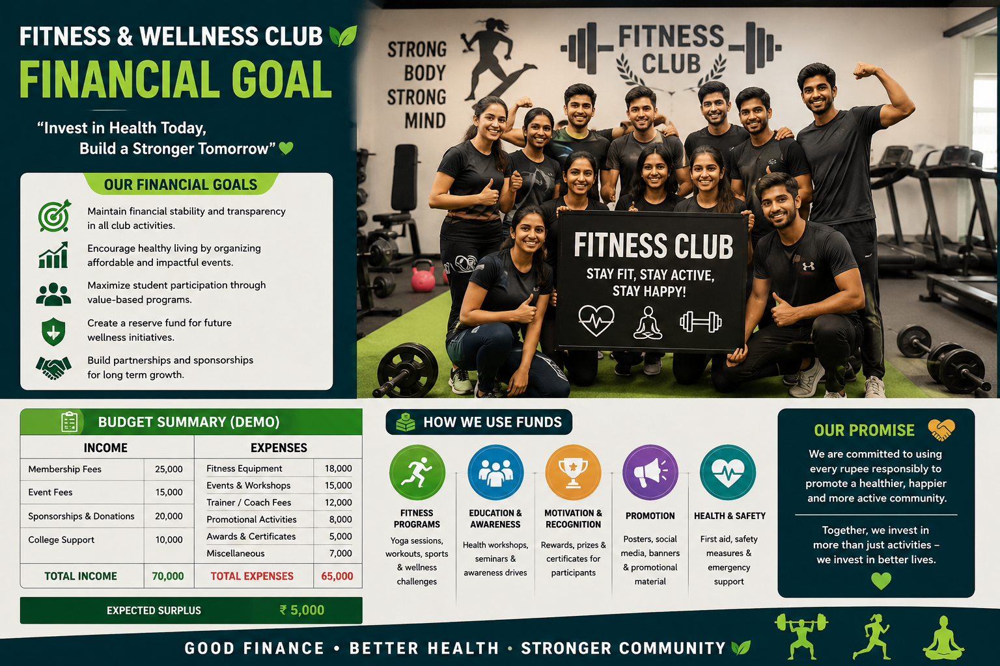 FITNESS & WELLNESS CLUB
FINANCIAL GOAL
“Invest in Health Today,
Build a Stronger Tomorrow”
OUR FINANCIAL GOALS
Maintain financial stability and transparency
in all club activities.
Encourage healthy living by organizing
affordable and impactful events.
Maximize student participation through
value-based programs.
Create a reserve fund for future
wellness initiatives.
Build partnerships and sponsorships
for long term growth.
STRONG
BODY
STRONG
MIND
FITNESS
CLUB
FITNESS CLUB
STAY FIT, STAY ACTIVE,
STAY HAPPY!
BUDGET SUMMARY (DEMO)
INCOME
Membership Fees 25,000
Event Fees 15,000
Sponsorships & Donations 20,000
College Support 10,000
TOTAL INCOME 70,000
EXPENSES
Fitness Equipment 18,000
Events & Workshops 15,000
Trainer / Coach Fees 12,000
Promotional Activities 8,000
Awards & Certificates 5,000
Miscellaneous 7,000
TOTAL EXPENSES 65,000
EXPECTED SURPLUS ₹ 5,000
HOW WE USE FUNDS
FITNESS
PROGRAMS
Yoga sessions,
workouts, sports
& wellness
challenges
EDUCATION &
AWARENESS
Health workshops,
seminars &
awareness drives
MOTIVATION &
RECOGNITION
Rewards, prizes &
certificates for
participants
PROMOTION
Posters, social
media, banners
& promotional
material
HEALTH & SAFETY
First aid, safety
measures &
emergency
support
OUR PROMISE
We are committed to using
every rupee responsibly to
promote a healthier, happier
and more active community.
Together, we invest in
more than just activities –
we invest in better lives.
GOOD FINANCE • BETTER HEALTH • STRONGER COMMUNITY